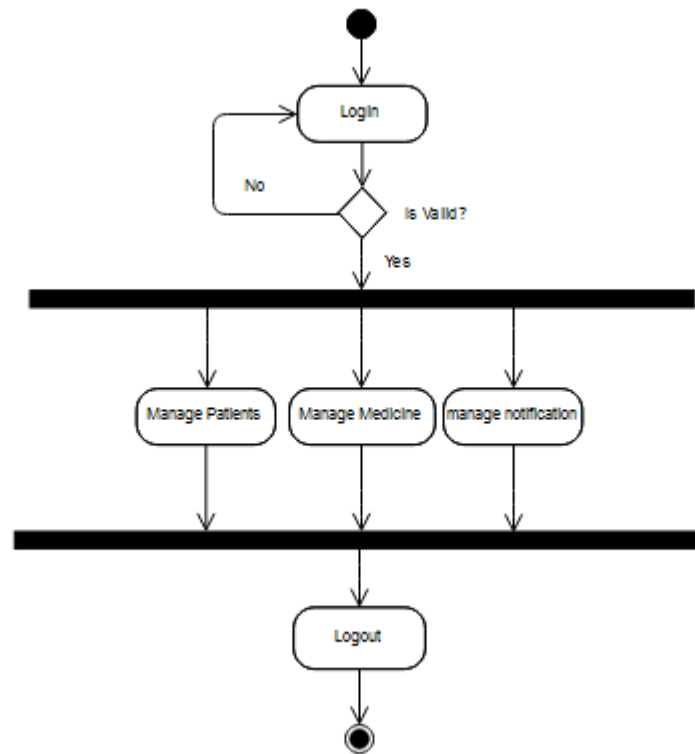 Login
No
Is Valid?
Yes
Manage Patients
Manage Medicine
manage notification
Logout